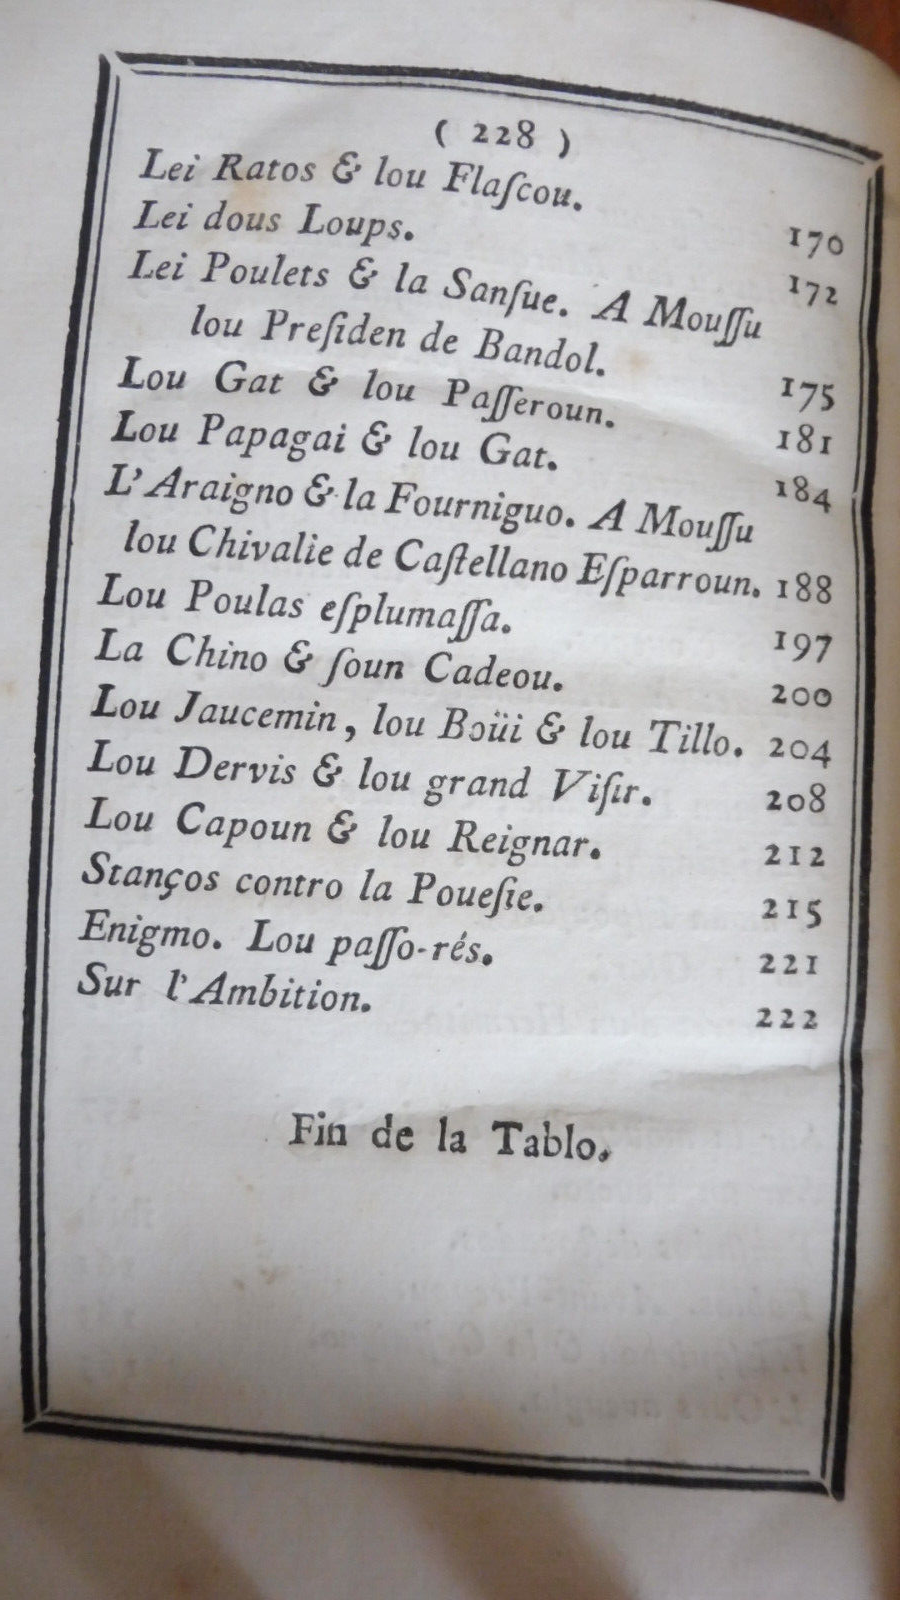 ( 228 )
Lei Ratos & lou Flaſcou. 170
Lei dous Loups. 172
Lei Poulets & la Sanſue. A Mouſſu
lou Preſiden de Bandol. 175
Lou Gat & lou Paſſeroun. 181
Lou Papagai & lou Gat. 184
L'Araigno & la Fourniguo. A Mouſſu
lou Chivalie de Caſtellano Eſparroun. 188
Lou Poulas eſplumaſſa. 197
La Chino & ſoun Cadeou. 200
Lou Jaucemin, lou Boüi & lou Tillo. 204
Lou Dervis & lou grand Viſir. 208
Lou Capoun & lou Reignar. 212
Stanços contro la Poueſie. 215
Enigmo. Lou paſſo-rés. 221
Sur l'Ambition. 222
Fin de la Tablo.